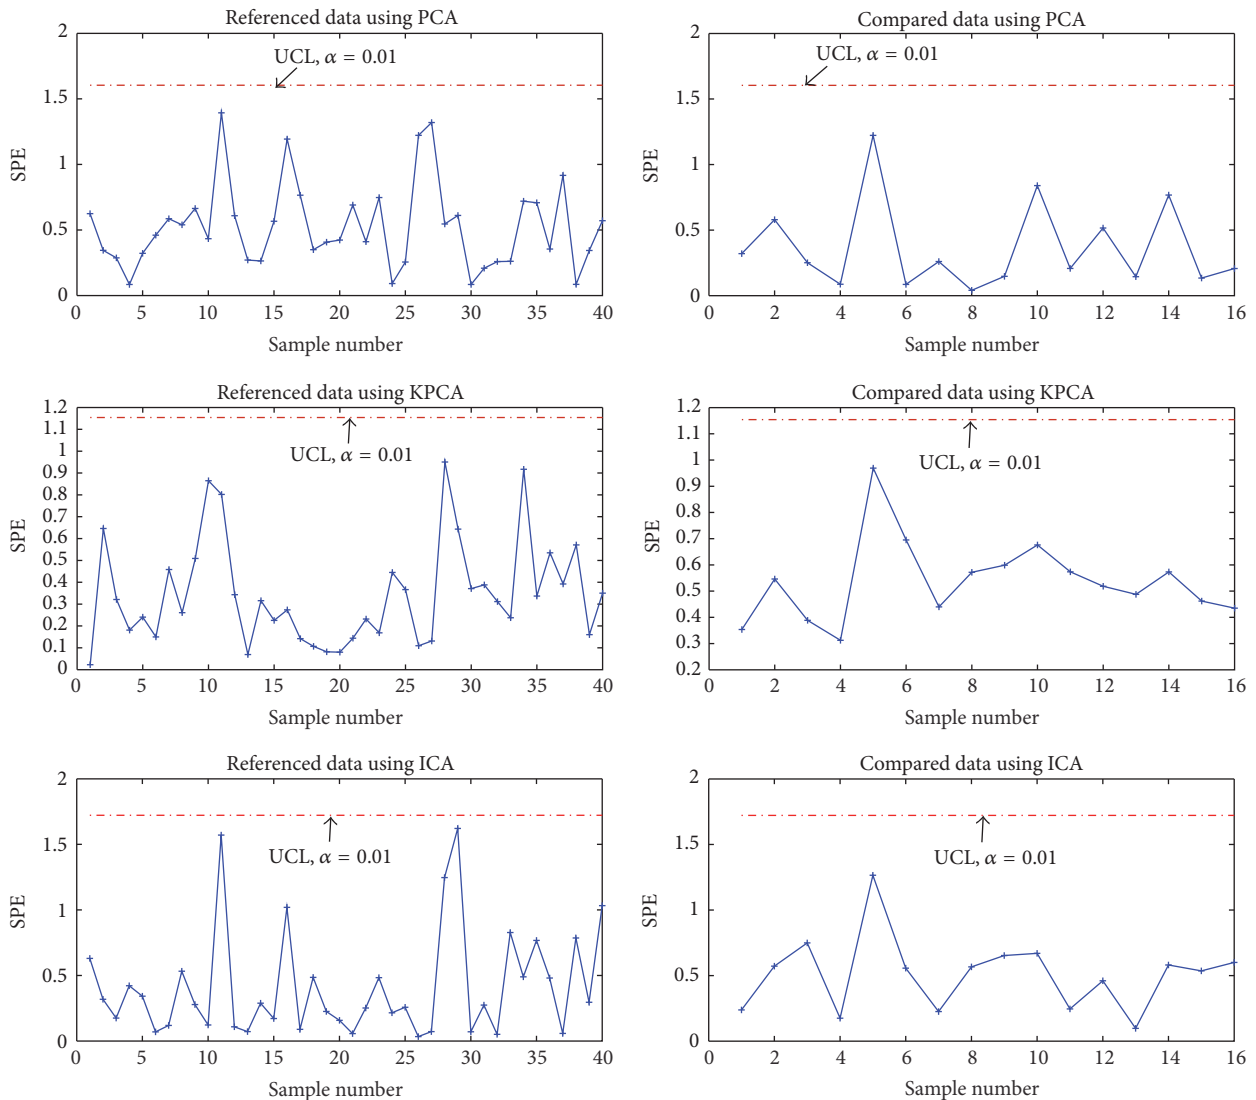 Referenced data using PCA
2
1.5
1
0.5
0
SPE
UCL, α = 0.01
0 5 10 15 20 25 30 35 40
Sample number
Compared data using PCA
2
1.5
1
0.5
0
SPE
UCL, α = 0.01
0 2 4 6 8 10 12 14 16
Sample number
Referenced data using KPCA
1.2
1.1
1
0.9
0.8
0.7
0.6
0.5
0.4
0.3
0.2
0.1
0
SPE
UCL, α = 0.01
0 5 10 15 20 25 30 35 40
Sample number
Compared data using KPCA
1.2
1.1
1
0.9
0.8
0.7
0.6
0.5
0.4
0.3
0.2
SPE
UCL, α = 0.01
0 2 4 6 8 10 12 14 16
Sample number
Referenced data using ICA
2
1.5
1
0.5
0
SPE
UCL, α = 0.01
0 5 10 15 20 25 30 35 40
Sample number
Compared data using ICA
2
1.5
1
0.5
0
SPE
UCL, α = 0.01
0 2 4 6 8 10 12 14 16
Sample number